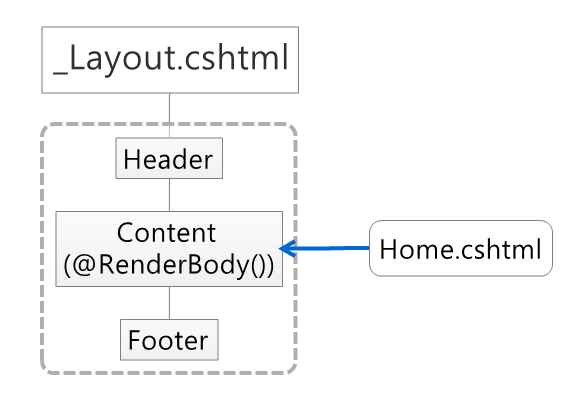 _Layout.cshtml
Header
Content
(@RenderBody())
Home.cshtml
Footer